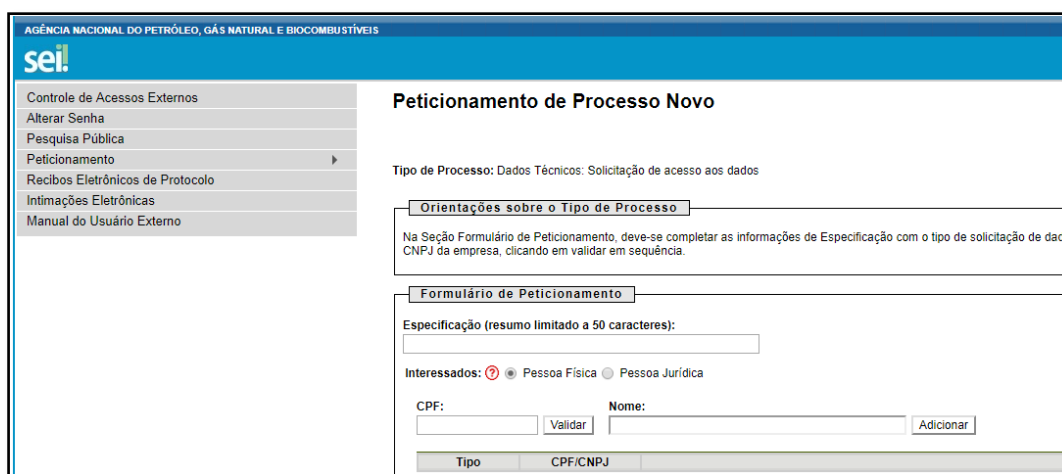 AGÊNCIA NACIONAL DO PETRÓLEO, GÁS NATURAL E BIOCOMBUSTÍVEIS
sei!
Controle de Acessos Externos
Alterar Senha
Pesquisa Pública
Peticionamento
Recibos Eletrônicos de Protocolo
Intimações Eletrônicas
Manual do Usuário Externo
Peticionamento de Processo Novo
Tipo de Processo: Dados Técnicos: Solicitação de acesso aos dados
Orientações sobre o Tipo de Processo
Na Seção Formulário de Peticionamento, deve-se completar as informações de Especificação com o tipo de solicitação de dad
CNPJ da empresa, clicando em validar em sequência.
Formulário de Peticionamento
Especificação (resumo limitado a 50 caracteres):
Interessados: ? Pessoa Física Pessoa Jurídica
CPF: Nome:
Validar Adicionar
Tipo CPF/CNPJ